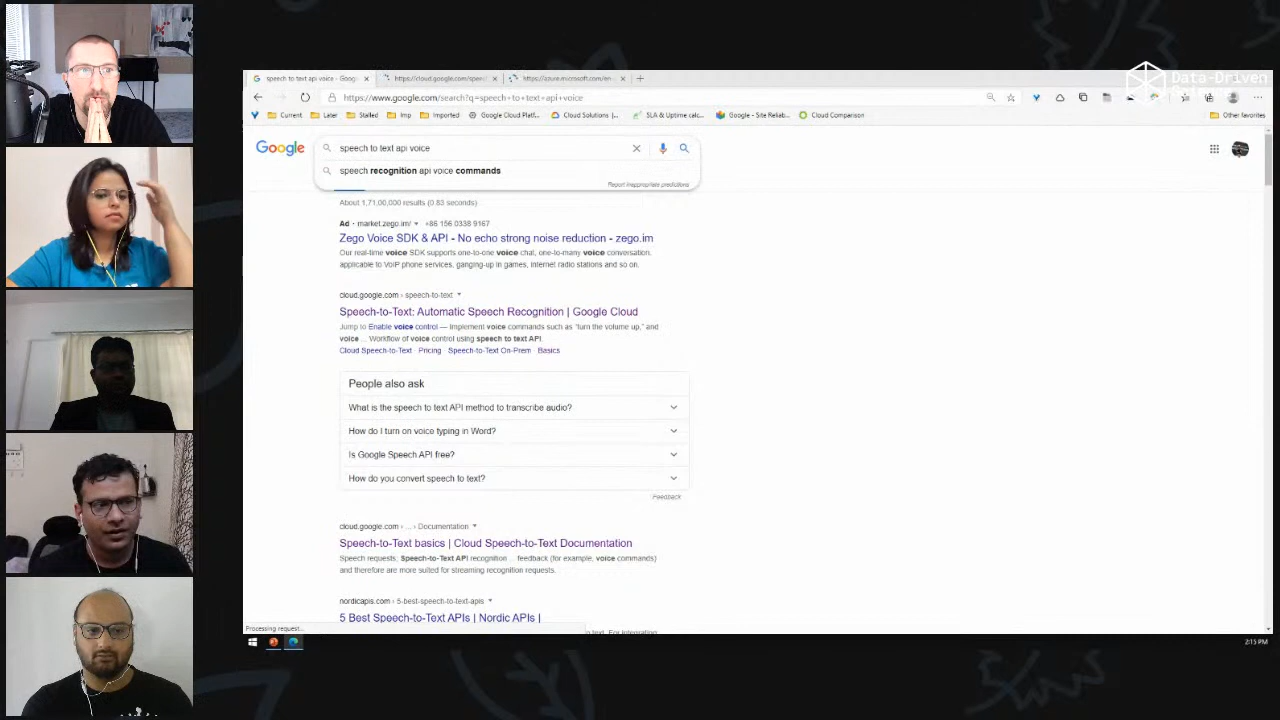 speech to text api voice - Goog
https://cloud.google.com/speec
https://azure.microsoft.com/en
Data-Driven
https://www.google.com/search?q=speech+to+text+api+voice
Current
Later
Imp
Imported
Google Cloud Platf...
Cloud Solutions |...
SLA & Uptime calc...
Google - Site Reliab...
Cloud Comparison
Other favorites
Google
speech to text api voice
speech recognition api voice commands
Report inappropriate predictions
About 1,71,00,000 results (0.83 seconds)
Ad · market.zego.im/ +86 156 0338 9167
Zego Voice SDK & API - No echo strong noise reduction - zego.im
Our real-time voice SDK supports one-to-one voice chat, one-to-many voice conversation.
applicable to VoIP phone services, ganging-up in games, internet radio stations and so on.
cloud.google.com › speech-to-text
Speech-to-Text: Automatic Speech Recognition | Google Cloud
Jump to Enable voice control — Implement voice commands such as "turn the volume up," and
voice ... Workflow of voice control using speech to text API.
Cloud Speech-to-Text · Pricing · Speech-to-Text On-Prem · Basics
People also ask
What is the speech to text API method to transcribe audio?
How do I turn on voice typing in Word?
Is Google Speech API free?
How do you convert speech to text?
Feedback
cloud.google.com › ... › Documentation
Speech-to-Text basics | Cloud Speech-to-Text Documentation
Speech requests; Speech-to-Text API recognition ... feedback (for example, voice commands)
and therefore are more suited for streaming recognition requests.
nordicapis.com › 5-best-speech-to-text-apis
5 Best Speech-to-Text APIs | Nordic APIs |
to text. For integrating
Processing request...
2:15 PM